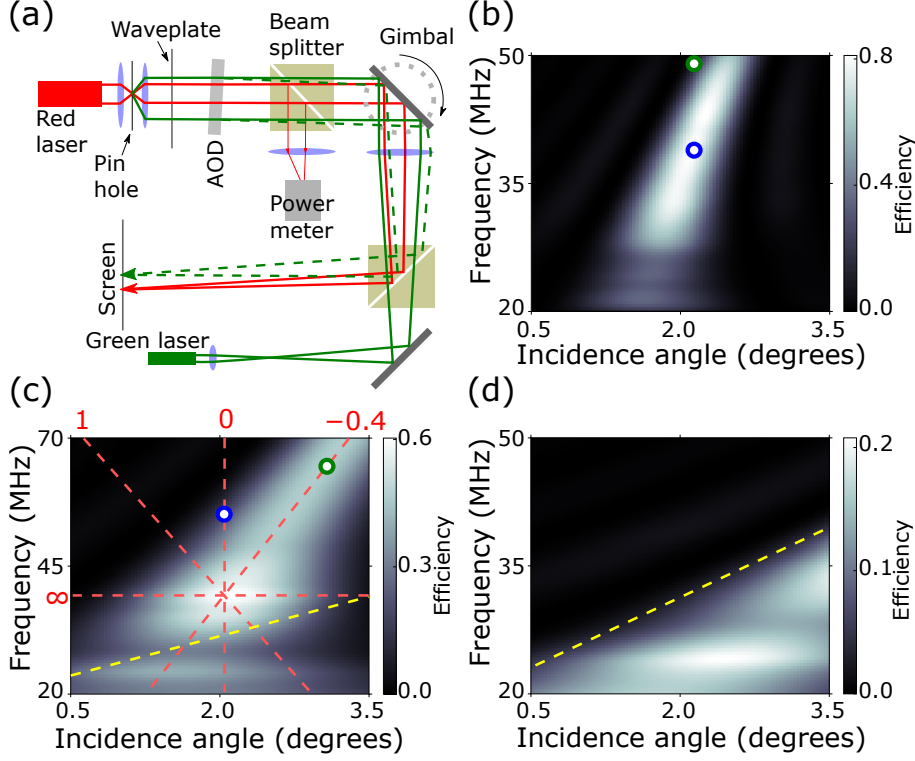 (a)
Waveplate
Beam
splitter
Gimbal
Red
laser
Pin
hole
AOD
Power
meter
Screen
Green laser
(b)
Frequency (MHz)
50
35
20
0.5
2.0
3.5
Incidence angle (degrees)
0.8
0.4
0.0
Efficiency
(c)
1
0
−0.4
∞
Frequency (MHz)
70
45
20
0.5
2.0
3.5
Incidence angle (degrees)
0.6
0.3
0.0
Efficiency
(d)
Frequency (MHz)
50
35
20
0.5
2.0
3.5
Incidence angle (degrees)
0.2
0.1
0.0
Efficiency